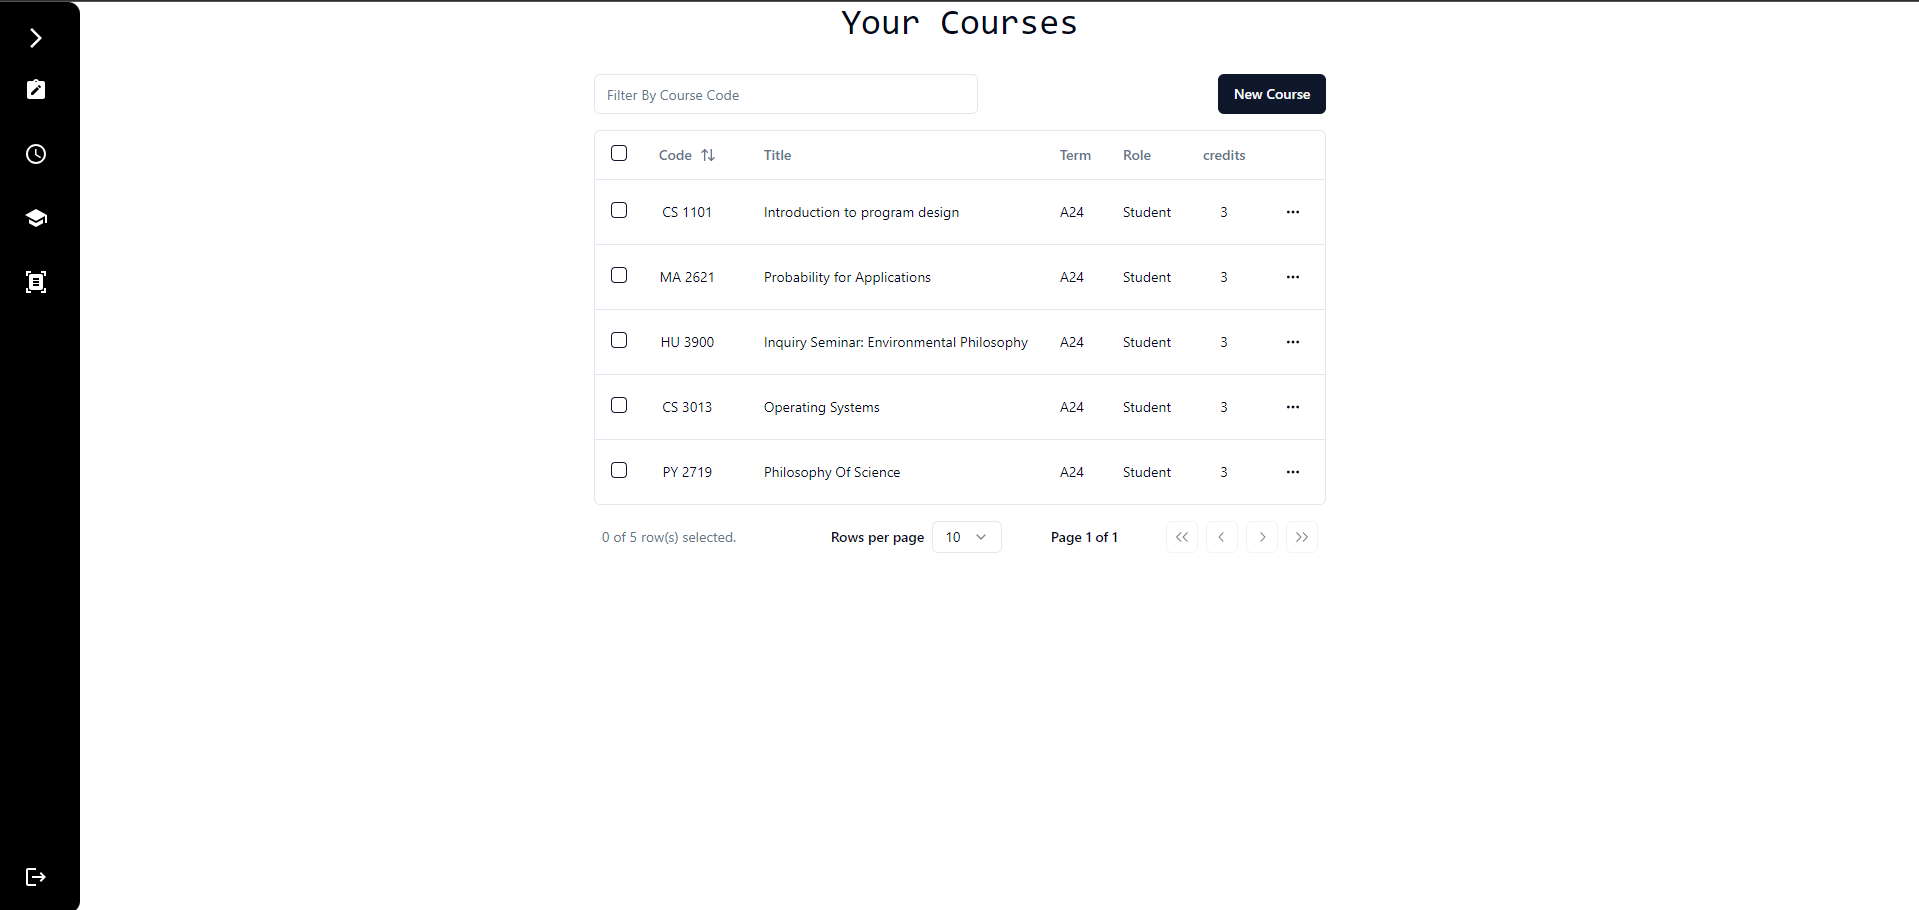 Your Courses
Filter By Course Code New Course
Code Title Term Role credits
CS 1101 Introduction to program design A24 Student 3
MA 2621 Probability for Applications A24 Student 3
HU 3900 Inquiry Seminar: Environmental Philosophy A24 Student 3
CS 3013 Operating Systems A24 Student 3
PY 2719 Philosophy Of Science A24 Student 3
0 of 5 row(s) selected. Rows per page 10 Page 1 of 1